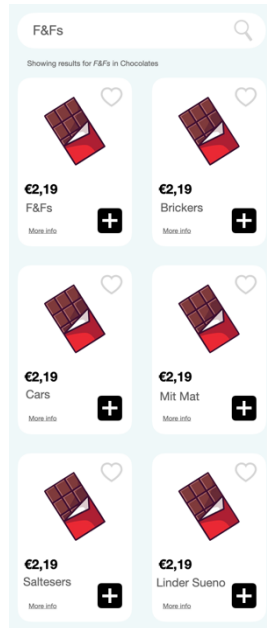 F&Fs
Showing results for F&Fs in Chocolates
€2,19
F&Fs
More info
€2,19
Brickers
More info
€2,19
Cars
More info
€2,19
Mit Mat
More info
€2,19
Saltesers
More info
€2,19
Linder Sueno
More info